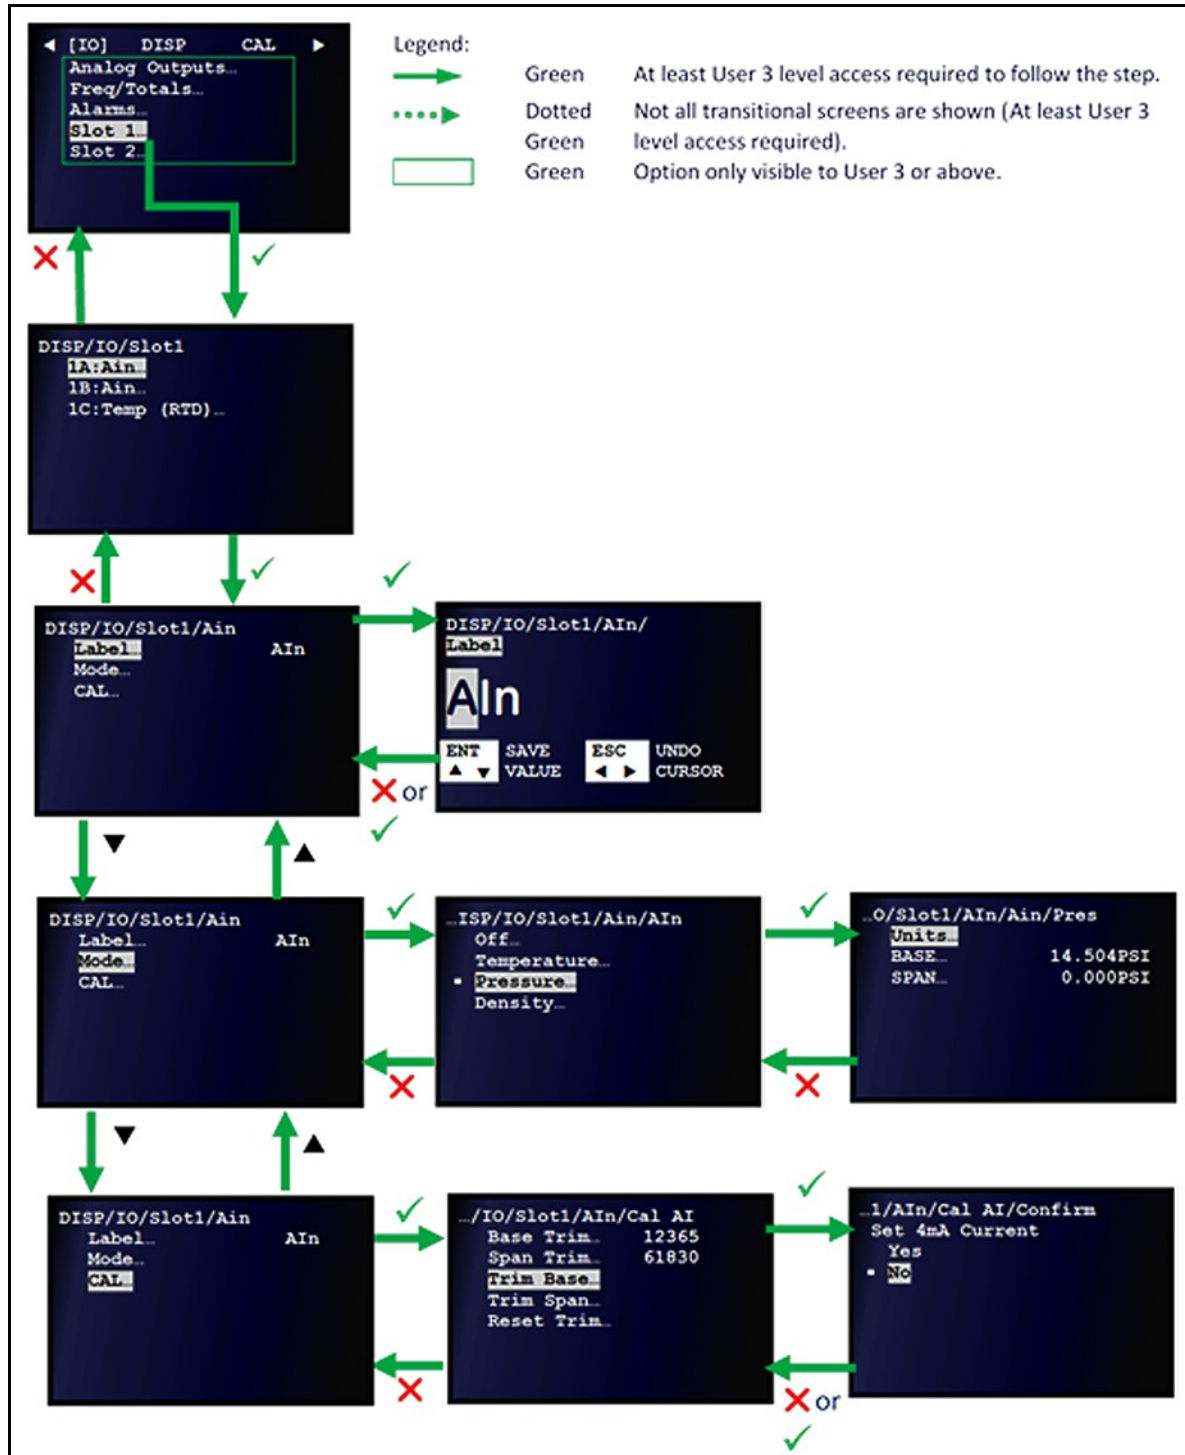 [IO] DISP CAL
Analog Outputs…
Freq/Totals…
Alarms…
Slot 1…
Slot 2…
Legend:
Green At least User 3 level access required to follow the step.
Dotted Not all transitional screens are shown (At least User 3
Green level access required).
Green Option only visible to User 3 or above.
DISP/IO/Slot1
1A:Ain…
1B:Ain…
1C:Temp (RTD)…
DISP/IO/Slot1/Ain
Label… AIn
Mode…
CAL…
DISP/IO/Slot1/AIn/
Label
AIn
ENT SAVE ESC UNDO
▲ ▼ VALUE ◀ ▶ CURSOR
or
DISP/IO/Slot1/Ain
Label… AIn
Mode…
CAL…
…ISP/IO/Slot1/Ain/AIn
Off…
Temperature…
Pressure…
Density…
…O/Slot1/AIn/Ain/Pres
Units…
BASE… 14.504PSI
SPAN… 0.000PSI
DISP/IO/Slot1/Ain
Label… AIn
Mode…
CAL…
…/IO/Slot1/AIn/Cal AI
Base Trim… 12365
Span Trim… 61830
Trim Base…
Trim Span…
Reset Trim…
…1/AIn/Cal AI/Confirm
Set 4mA Current
Yes
No
or